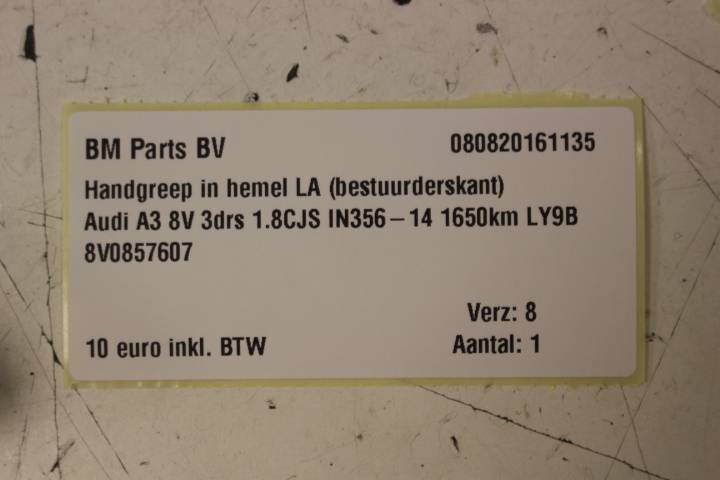 BM Parts BV 080820161135
Handgreep in hemel LA (bestuurderskant)
Audi A3 8V 3drs 1.8CJS IN356-14 1650km LY9B
8V0857607
Verz: 8
10 euro inkl. BTW Aantal: 1